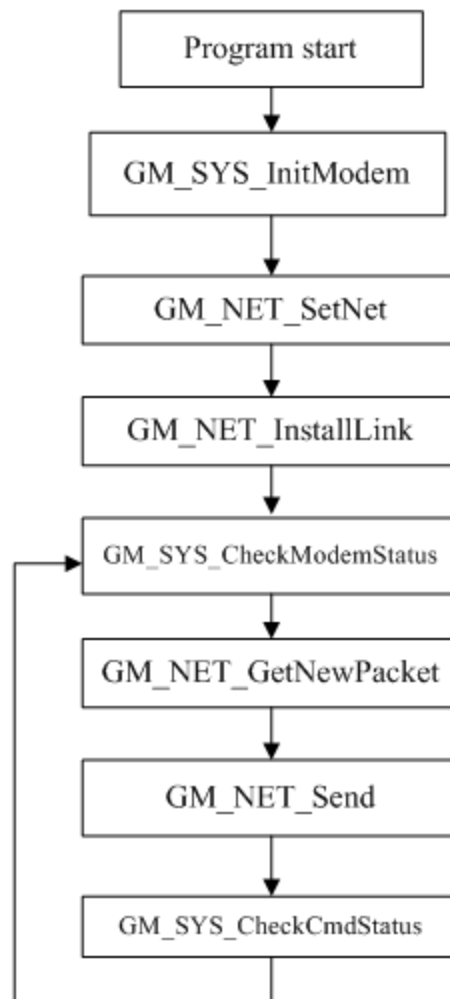 Program start
GM_SYS_InitModem
GM_NET_SetNet
GM_NET_InstallLink
GM_SYS_CheckModemStatus
GM_NET_GetNewPacket
GM_NET_Send
GM_SYS_CheckCmdStatus